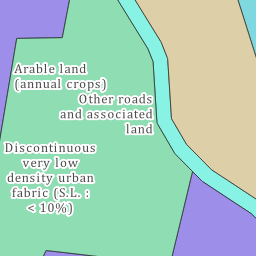 Arable land
(annual crops)
Other roads
and associated
land
Discontinuous
very low
density urban
fabric (S.L. :
< 10%)